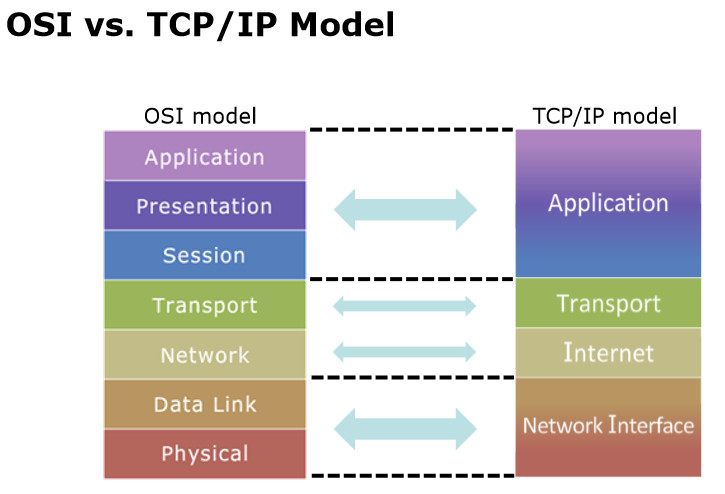 OSI vs. TCP/IP Model
OSI model
TCP/IP model
Application
Presentation
Session
Transport
Network
Data Link
Physical
Application
Transport
Internet
Network Interface